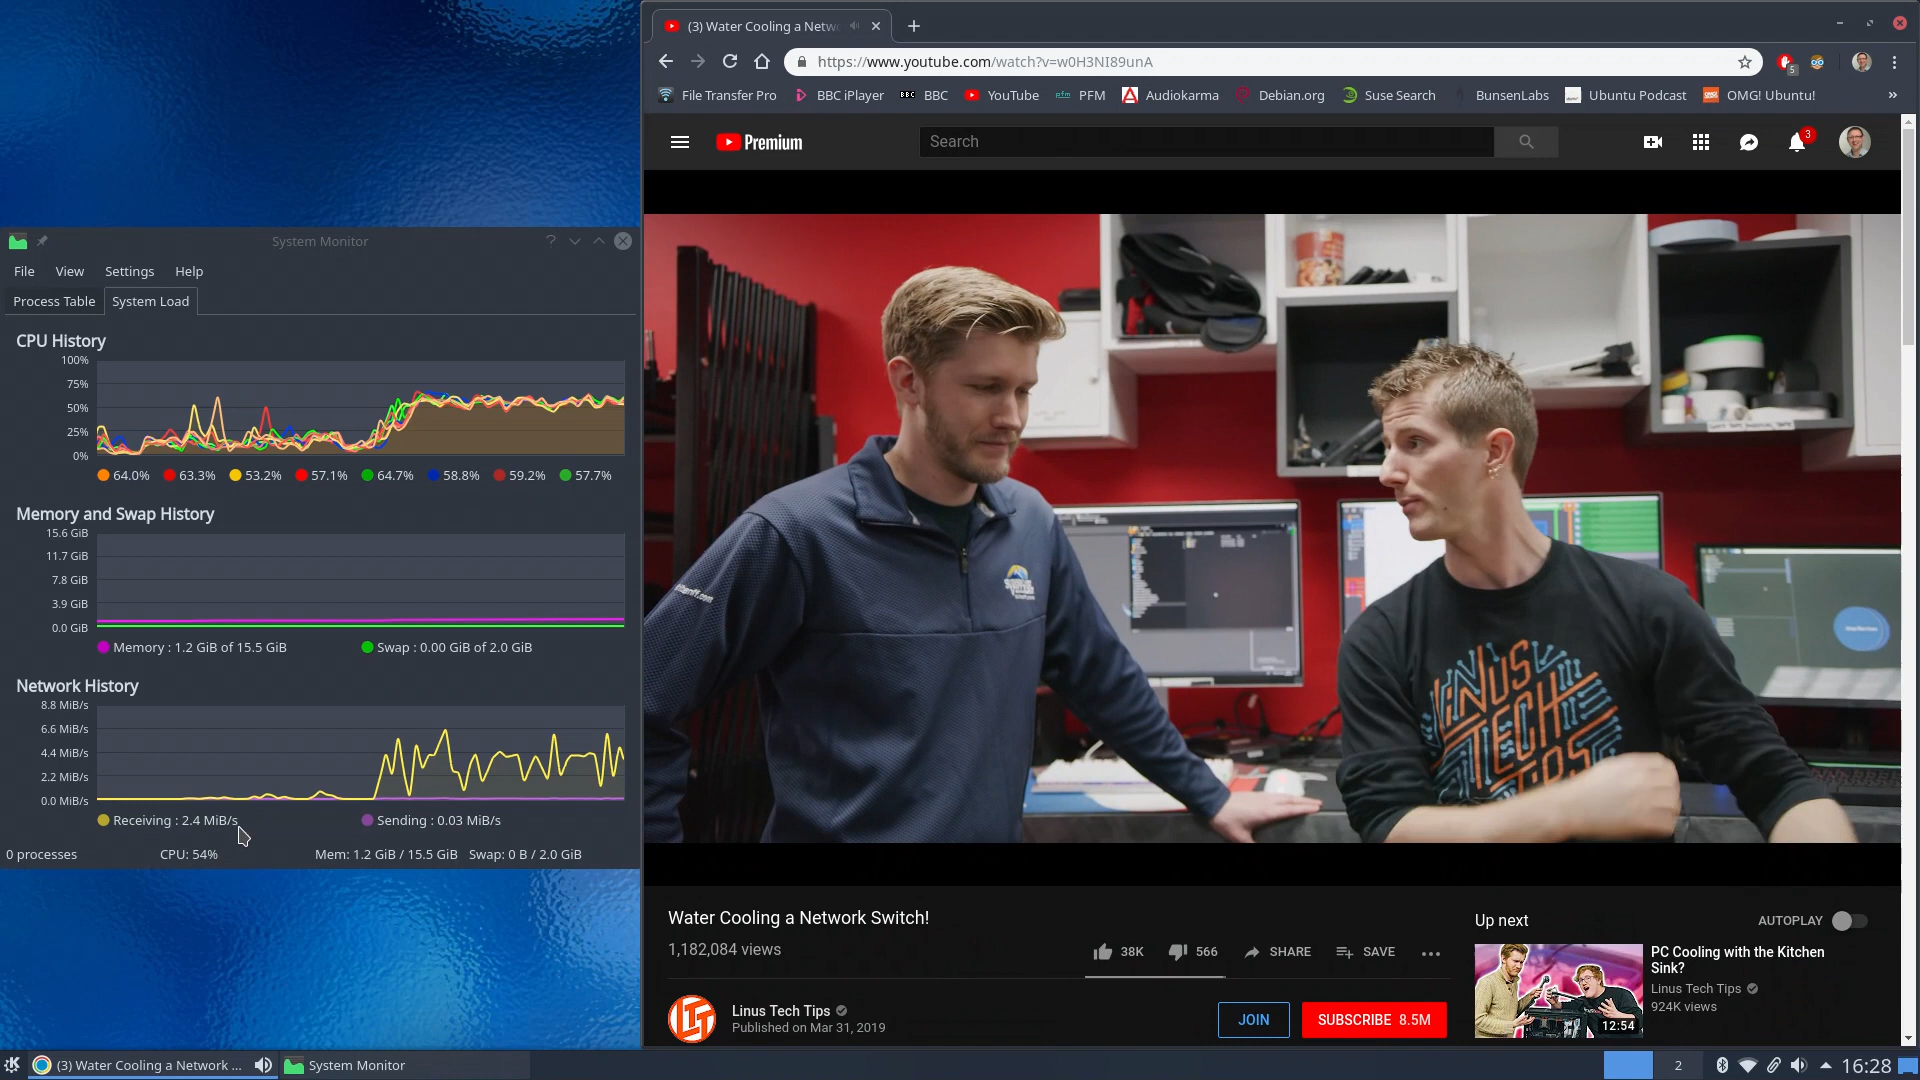 (3) Water Cooling a Netw
https://www.youtube.com/watch?v=w0H3NI89unA
5
File Transfer Pro
BBC iPlayer
BBC
BBC
YouTube
pfm
PFM
Audiokarma
Debian.org
Suse Search
BunsenLabs
Ubuntu Podcast
OMG! Ubuntu!
»
Premium
Search
3
System Monitor
File View Settings Help
Process Table System Load
CPU History
100%
75%
50%
25%
0%
64.0% 63.3% 53.2% 57.1% 64.7% 58.8% 59.2% 57.7%
Memory and Swap History
15.6 GiB
11.7 GiB
7.8 GiB
3.9 GiB
0.0 GiB
Memory : 1.2 GiB of 15.5 GiB
Swap : 0.00 GiB of 2.0 GiB
Network History
8.8 MiB/s
6.6 MiB/s
4.4 MiB/s
2.2 MiB/s
0.0 MiB/s
Receiving : 2.4 MiB/s
Sending : 0.03 MiB/s
0 processes
CPU: 54%
Mem: 1.2 GiB / 15.5 GiB
Swap: 0 B / 2.0 GiB
LINUS
TECH
TIPS
Water Cooling a Network Switch!
1,182,084 views
38K
566
SHARE
SAVE
Linus Tech Tips
Published on Mar 31, 2019
JOIN
SUBSCRIBE 8.5M
Up next
AUTOPLAY
PC Cooling with the Kitchen
Sink?
Linus Tech Tips
924K views
12:54
(3) Water Cooling a Network ...
System Monitor
2
16:28